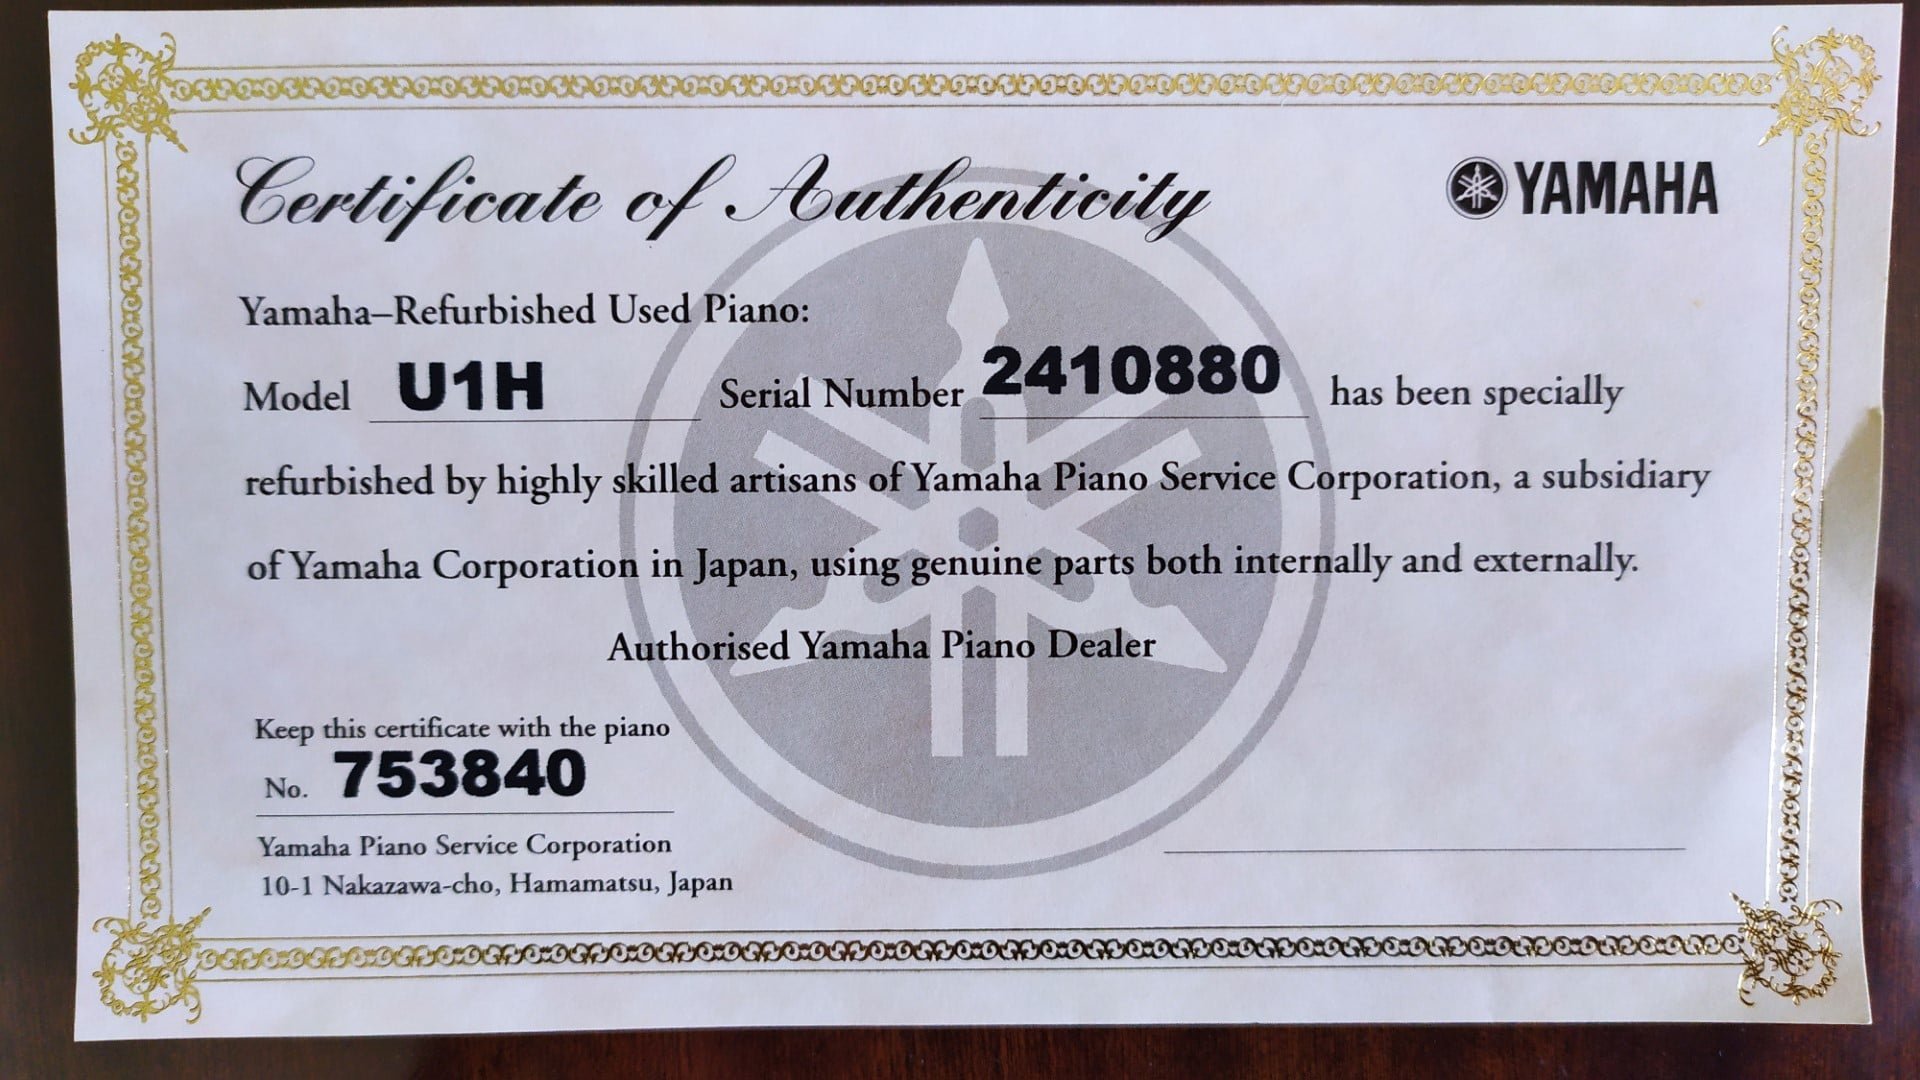 Certificate of Authenticity
YAMAHA
Yamaha–Refurbished Used Piano:
Model U1H Serial Number 2410880 has been specially
refurbished by highly skilled artisans of Yamaha Piano Service Corporation, a subsidiary
of Yamaha Corporation in Japan, using genuine parts both internally and externally.
Authorised Yamaha Piano Dealer
Keep this certificate with the piano
No. 753840
Yamaha Piano Service Corporation
10-1 Nakazawa-cho, Hamamatsu, Japan